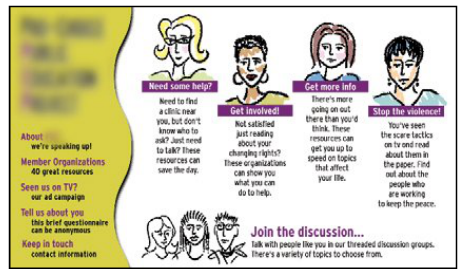 About
we're speaking up!
Member Organizations
40 great resources
Seen us on TV?
our ad campaign
Tell us about you
this brief questionnaire
can be anonymous
Keep in touch
contact information
Need some help?
Need to find
a clinic near
you, but don't
know who to
ask? Just need
to talk? These
resources can
save the day.
Get involved!
Not satisfied
just reading
about your
changing rights?
These organizations
can show you
what you can
do to help.
Get more info
There's more
going on out
there than you'd
think. These
resources can
get you up to
speed on topics
that affect
your life.
Stop the violence!
You've seen
the scare tactics
on tv and read
about them in
the paper. Find
out about the
people who
are working
to keep the peace.
Join the discussion...
Talk with people like you in our threaded discussion groups.
There's a variety of topics to choose from.